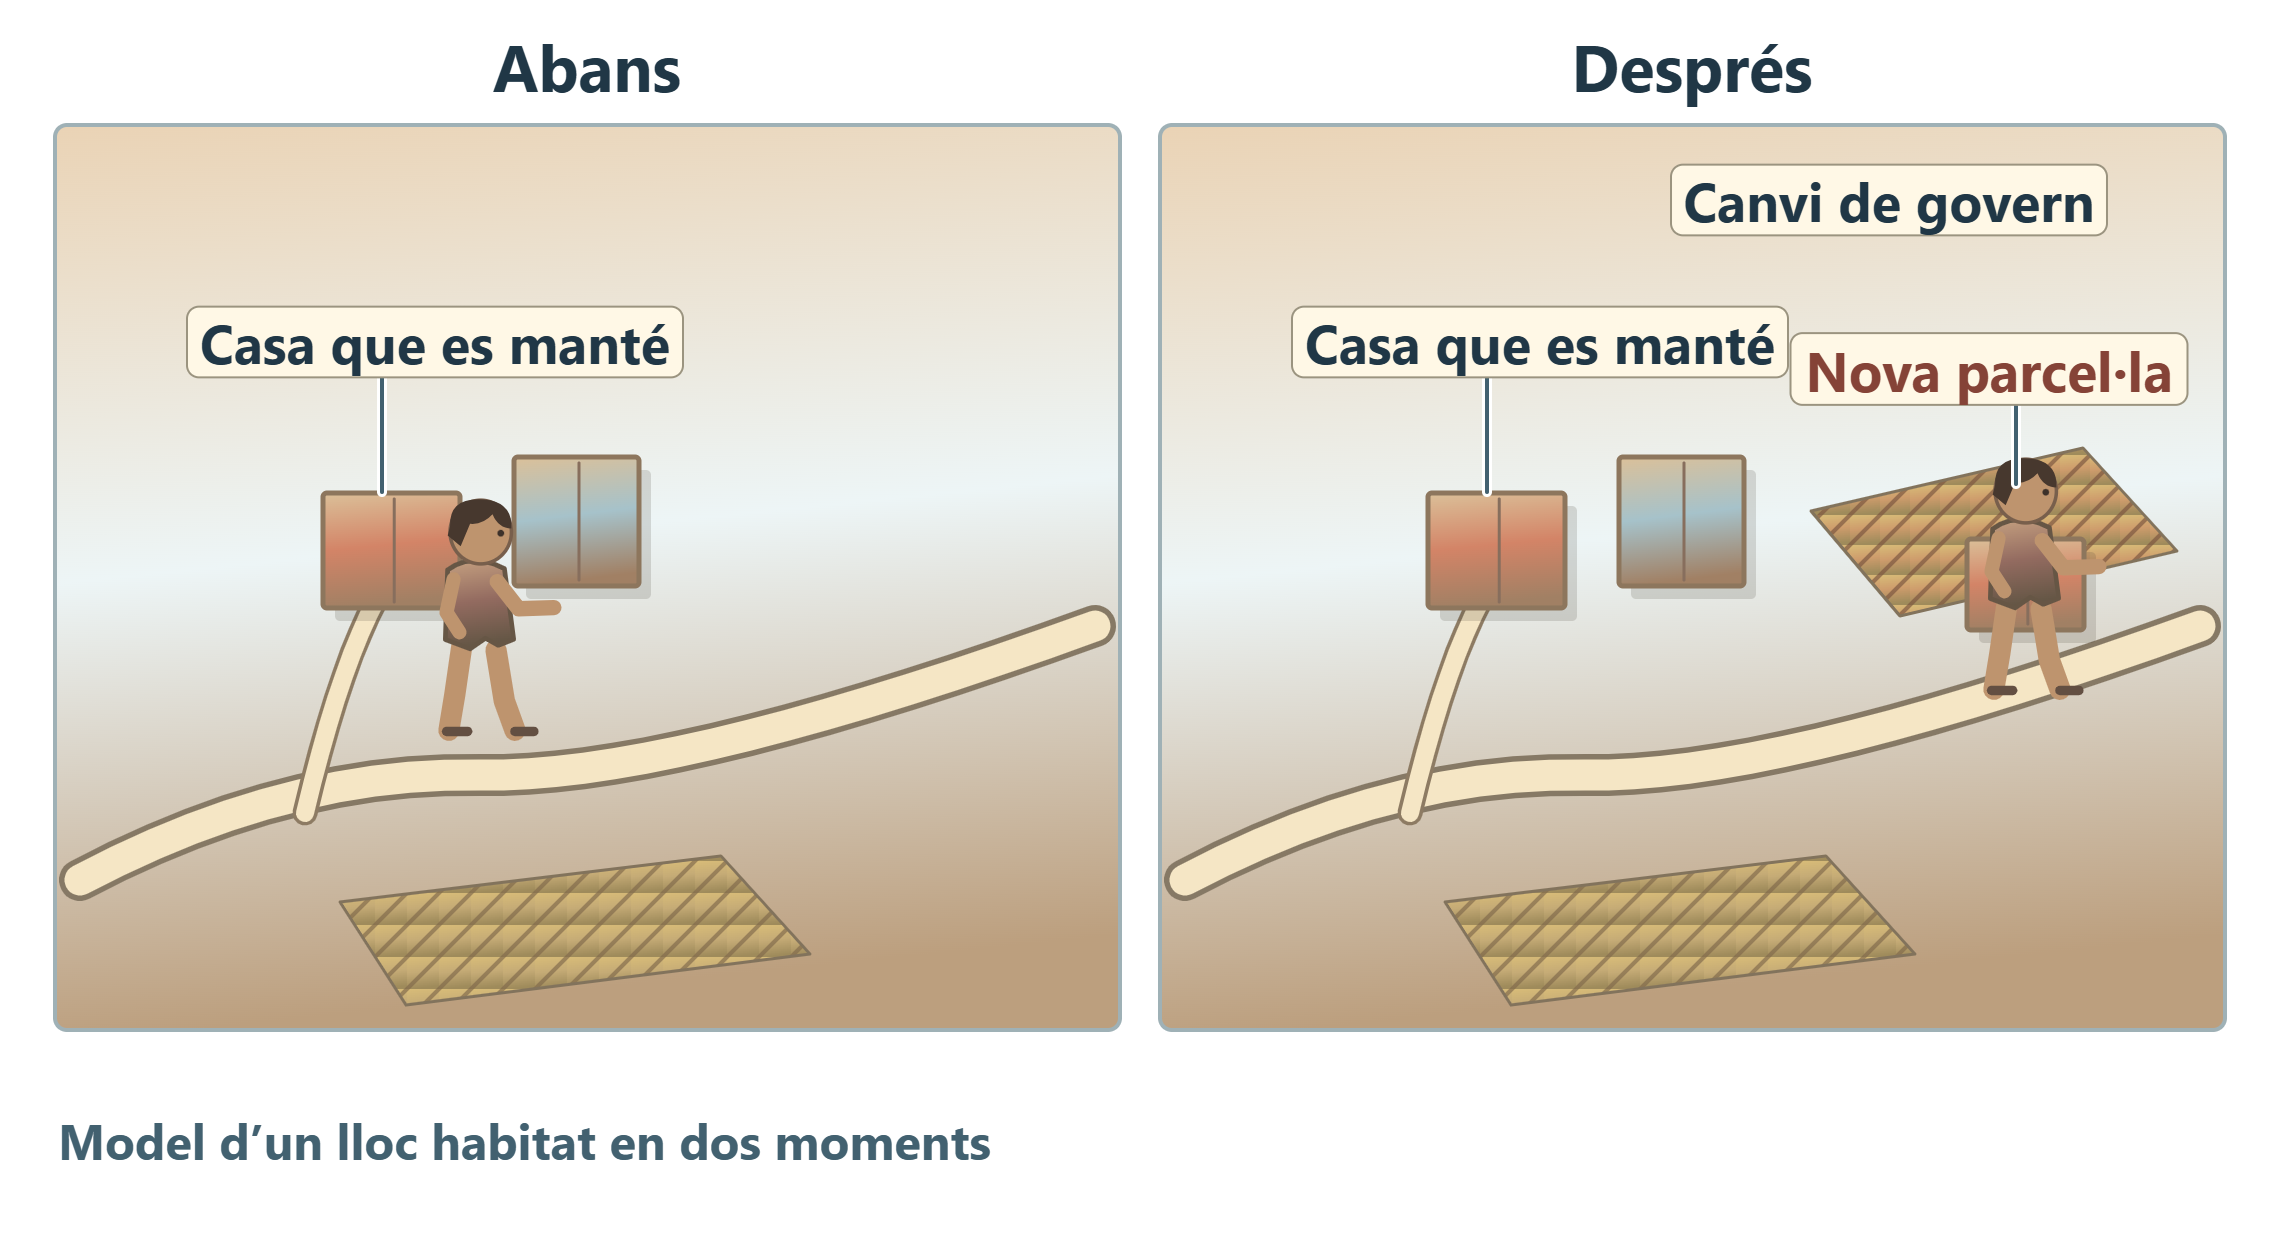 Abans
Després
Canvi de govern
Casa que es manté
Casa que es manté
Nova parcel·la
Model d’un lloc habitat en dos moments